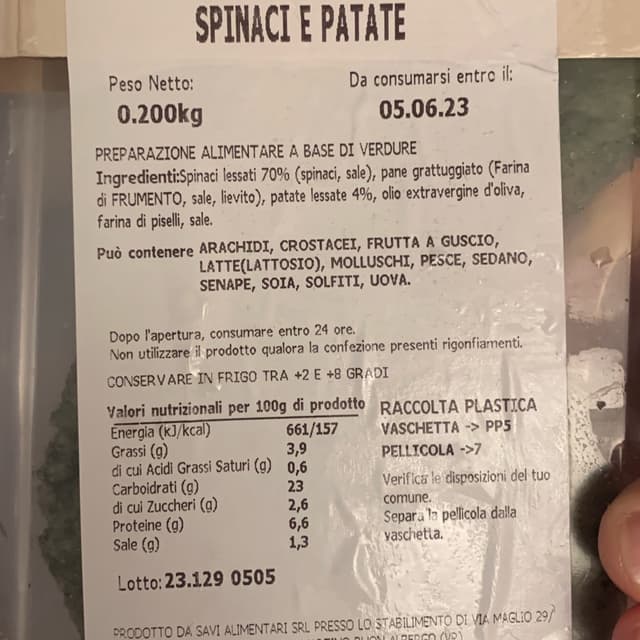 SPINACI E PATATE
Peso Netto:
0.200kg
Da consumarsi entro il:
05.06.23
PREPARAZIONE ALIMENTARE A BASE DI VERDURE
Ingredienti:Spinaci lessati 70% (spinaci, sale), pane grattuggiato (Farina
di FRUMENTO, sale, lievito), patate lessate 4%, olio extravergine d'oliva,
farina di piselli, sale.
Può contenere ARACHIDI, CROSTACEI, FRUTTA A GUSCIO,
LATTE(LATTOSIO), MOLLUSCHI, PESCE, SEDANO,
SENAPE, SOIA, SOLFITI, UOVA.
Dopo l'apertura, consumare entro 24 ore.
Non utilizzare il prodotto qualora la confezione presenti rigonfiamenti.
CONSERVARE IN FRIGO TRA +2 E +8 GRADI
Valori nutrizionali per 100g di prodotto
Energia (kJ/kcal) 661/157
Grassi (g) 3,9
di cui Acidi Grassi Saturi (g) 0,6
Carboidrati (g) 23
di cui Zuccheri (g) 2,6
Proteine (g) 6,6
Sale (g) 1,3
RACCOLTA PLASTICA
VASCHETTA -> PP5
PELLICOLA ->7
Verifica le disposizioni del tuo
comune.
Separa la pellicola dalla
vaschetta.
Lotto: 23.129 0505
PRODOTTO DA SAVI ALIMENTARI SRL PRESSO LO STABILIMENTO DI VIA MAGLIO 29/
BUON ALBERGO (VR)